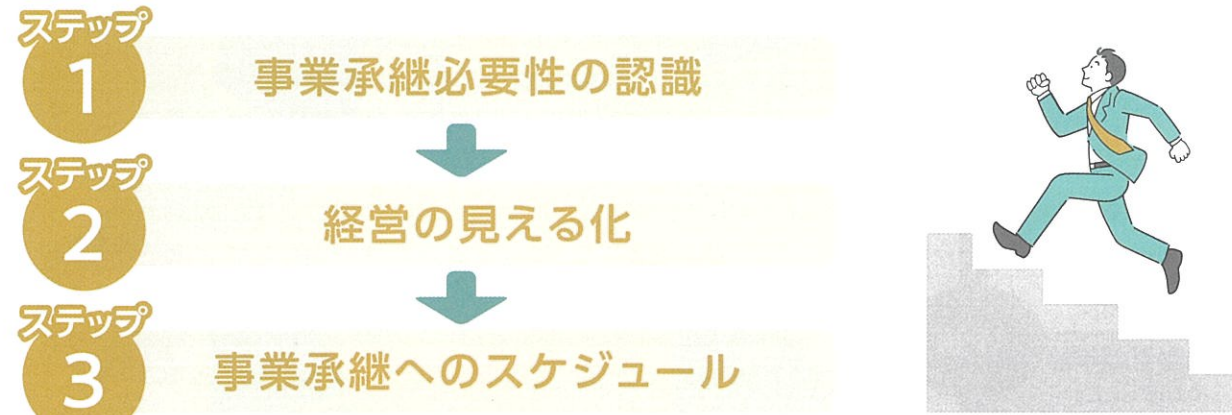 ステップ
1
事業承継必要性の認識
ステップ
2
経営の見える化
ステップ
3
事業承継へのスケジュール